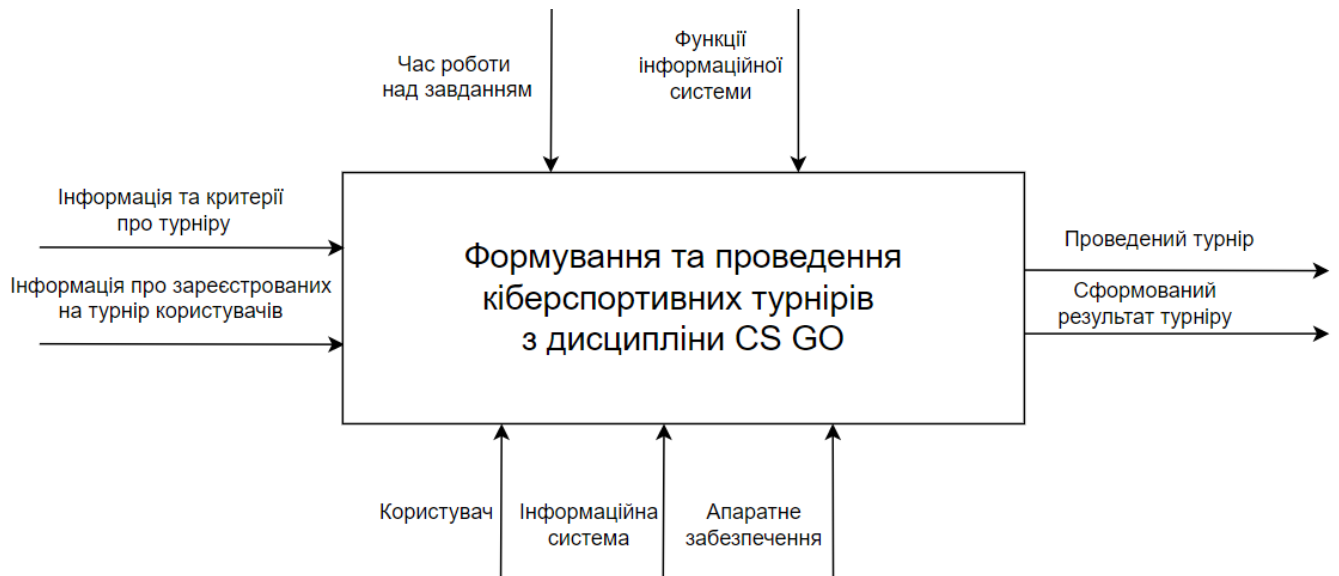 Час роботи
над завданням
Функції
інформаційної
системи
Інформація та критерії
про турніру
Інформація про зареєстрованих
на турнір користувачів
Формування та проведення
кіберспортивних турнірів
з дисципліни CS GO
Проведений турнір
Сформований
результат турніру
Користувач
Інформаційна
система
Апаратне
забезпечення